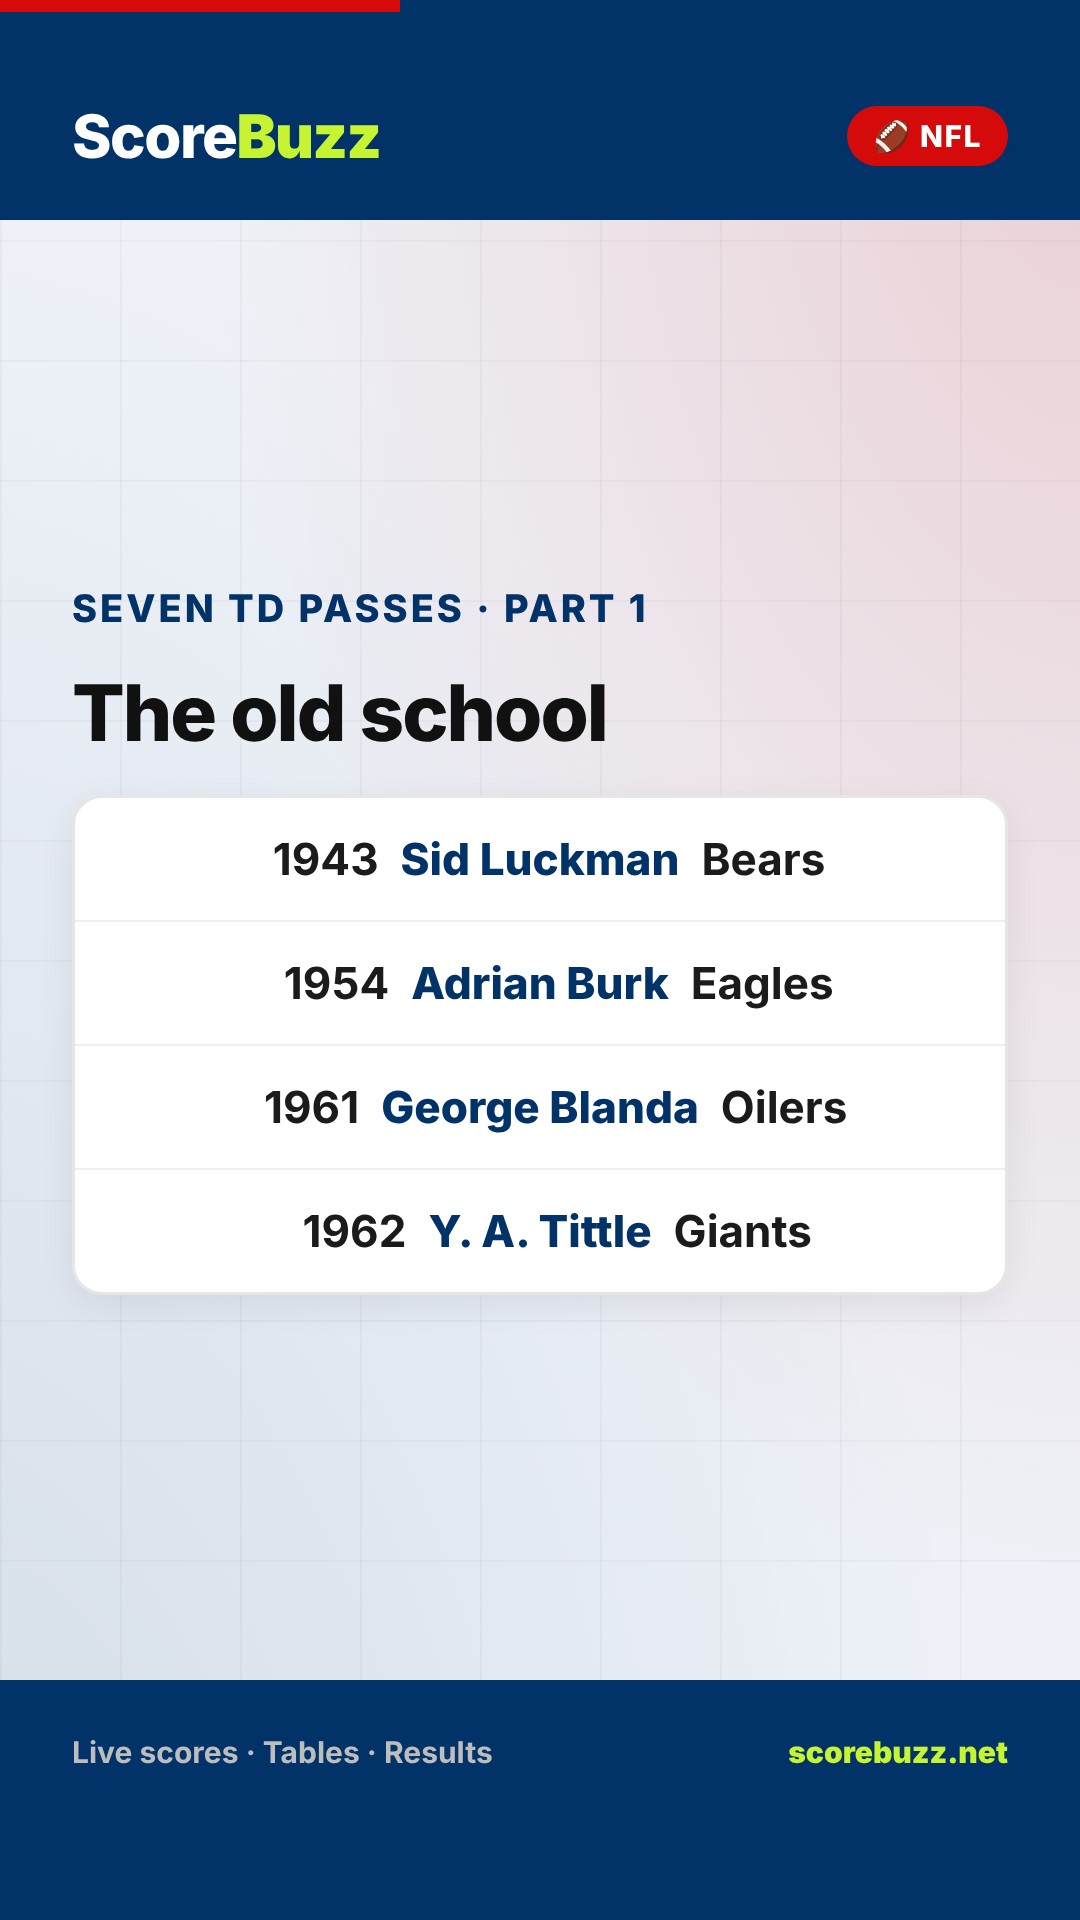 ScoreBuzz
🏈 NFL
SEVEN TD PASSES · PART 1
The old school
1943 Sid Luckman Bears
1954 Adrian Burk Eagles
1961 George Blanda Oilers
1962 Y. A. Tittle Giants
Live scores · Tables · Results
scorebuzz.net